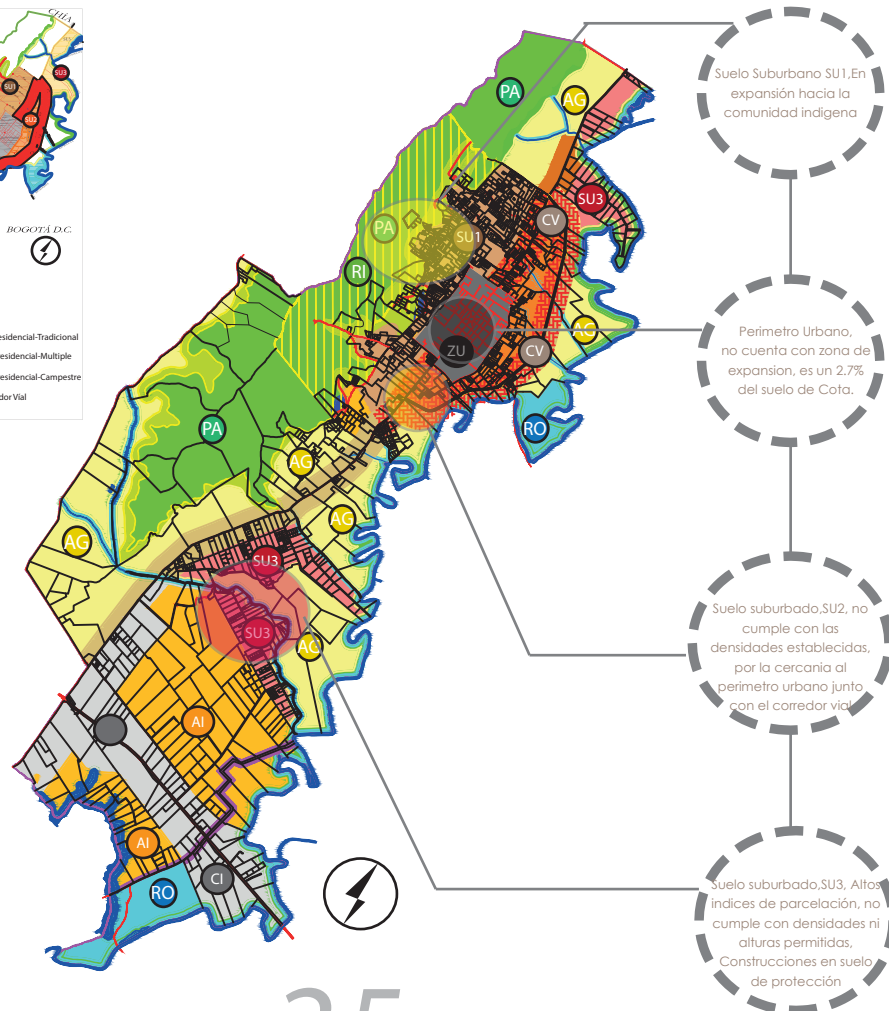 CHÍA
SU3
SU1
SU2
BOGOTÁ D.C.
esidencial-Tradicional
esidencial-Multiple
esidencial-Campestre
dor Vial
PA
AG
SU3
CV
PA
SU1
RI
AG
ZU
CV
RO
PA
AG
AG
AG
SU3
SU3
AG
AI
AI
RO
CI
Suelo Suburbano SU1,En
expansión hacia la
comunidad indigena
Perimetro Urbano,
no cuenta con zona de
expansion, es un 2.7%
del suelo de Cota.
Suelo suburbado,SU2, no
cumple con las
densidades establecidas,
por la cercania al
perimetro urbano junto
con el corredor vial
Suelo suburbado,SU3, Altos
indices de parcelación, no
cumple con densidades ni
alturas permitidas,
Construcciones en suelo
de protección